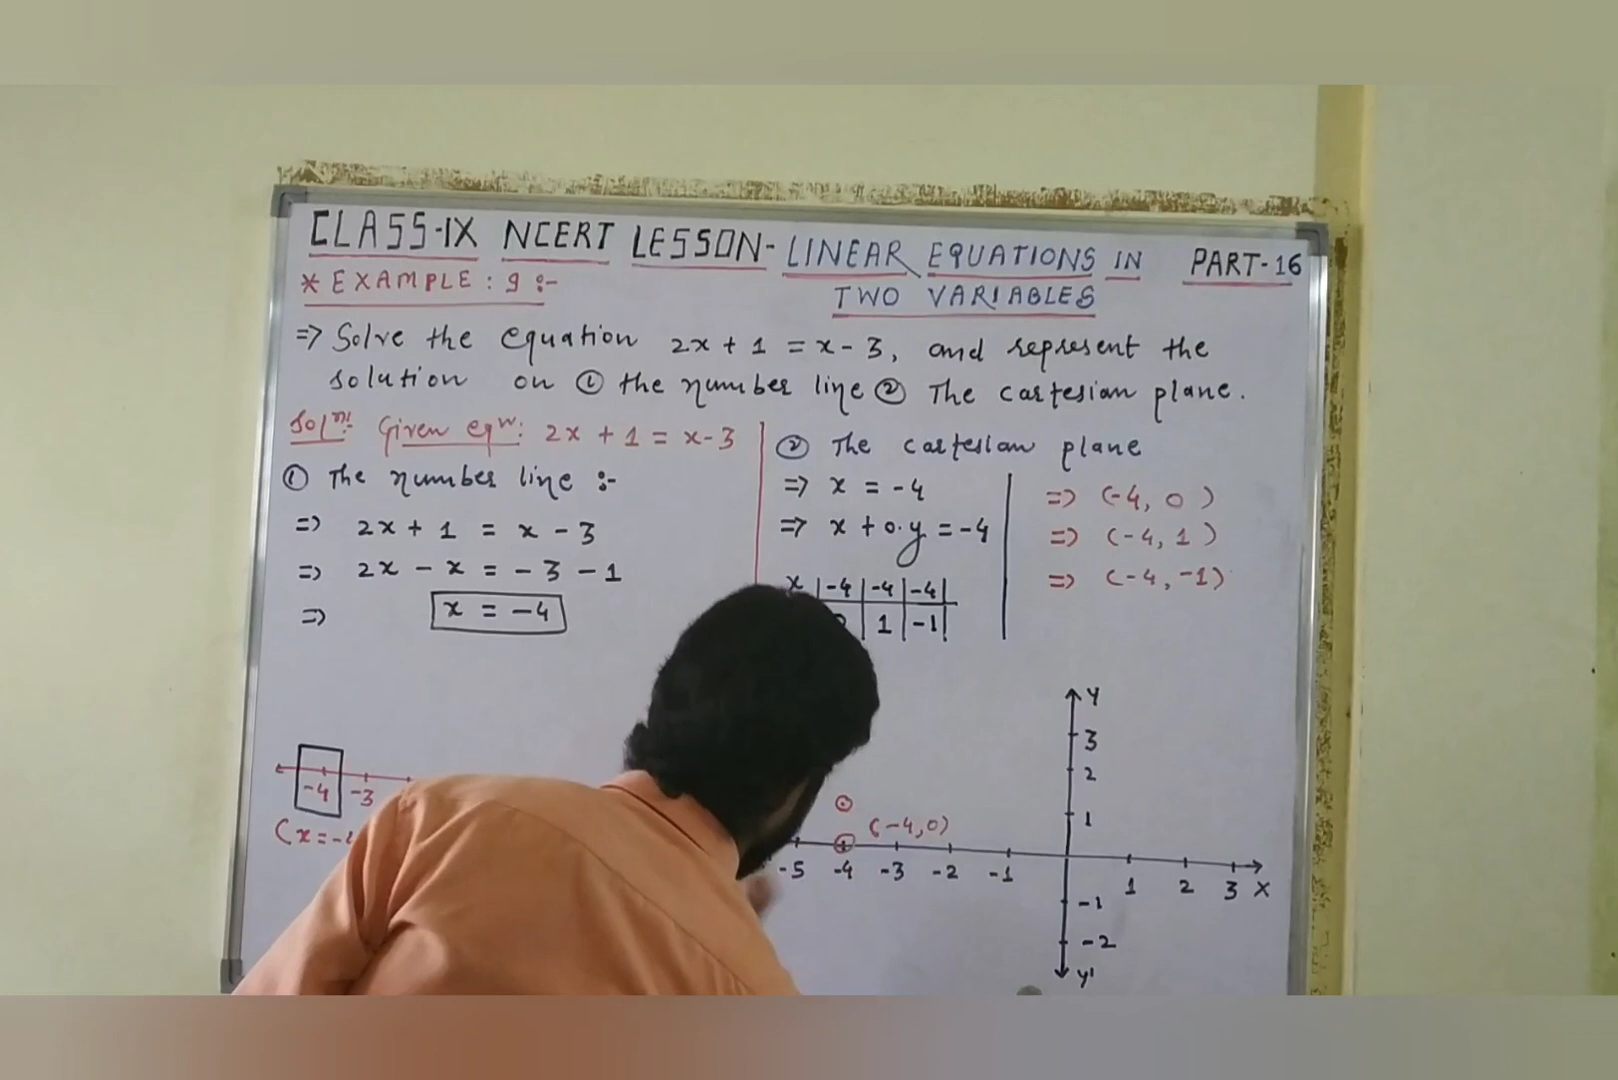 CLASS-IX NCERT LESSON- LINEAR EQUATIONS IN PART-16
TWO VARIABLES
* EXAMPLE : 9 :-
=> Solve the equation 2x + 1 = x - 3, and represent the
solution on ① the number line ② The cartesian plane.
Solⁿ:- Given eqⁿ: 2x + 1 = x - 3
① The number line :-
=> 2x + 1 = x - 3
=> 2x - x = -3 - 1
=> x = -4
-4 -3
(x = -
② The cartesian plane
=> x = -4
=> x + 0.y = -4
x | -4 | -4 | -4 |
| 1 | -1 |
=> (-4, 0)
=> (-4, 1)
=> (-4, -1)
Y
3
2
1
(-4, 0)
-5 -4 -3 -2 -1 1 2 3 X
-1
-2
Y'